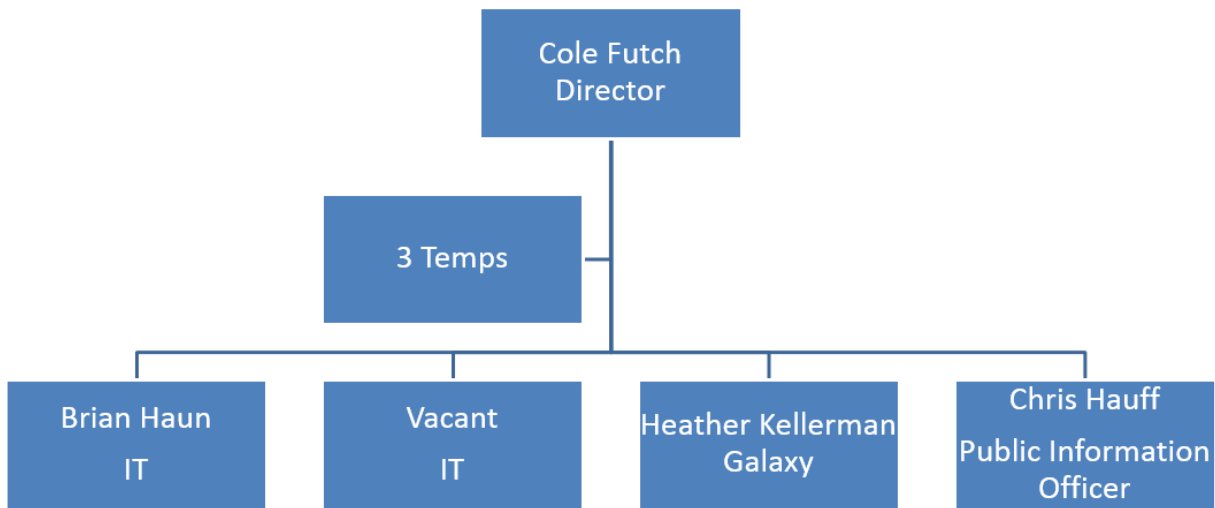 Cole Futch
Director
3 Temps
Brian Haun
IT
Vacant
IT
Heather Kellerman
Galaxy
Chris Hauff
Public Information
Officer